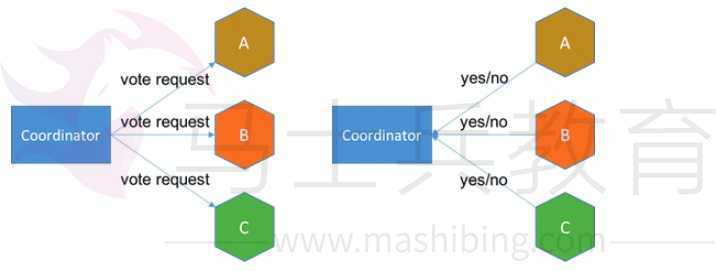 A
vote request
vote request
Coordinator
B
vote request
C
A
yes/no
yes/no
Coordinator
B
yes/no
C
马士兵教育
www.mashibing.com